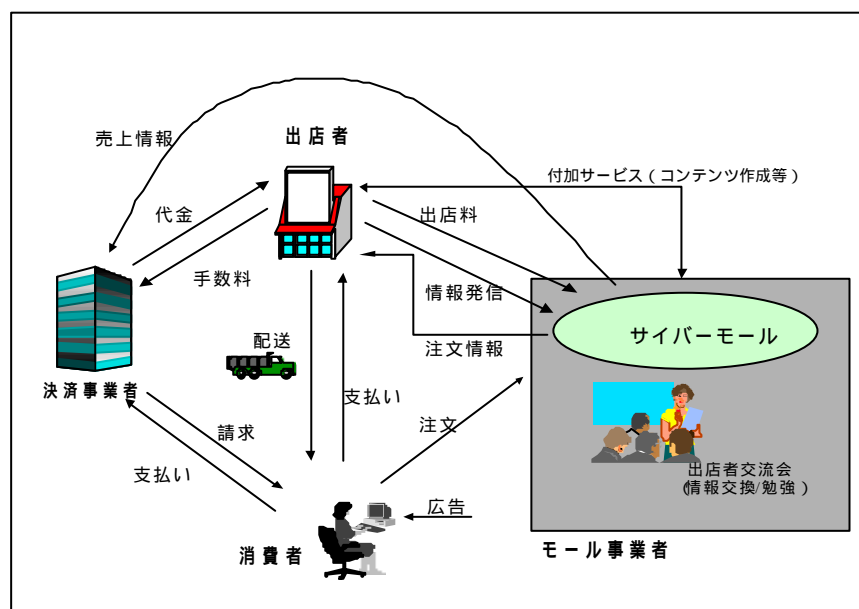 売上情報
出店者
付加サービス（コンテンツ作成等）
代金
出店料
手数料
情報発信
サイバーモール
配送
注文情報
決済事業者
支払い
請求
注文
支払い
出店者交流会
(情報交換/勉強）
広告
消費者
モール事業者